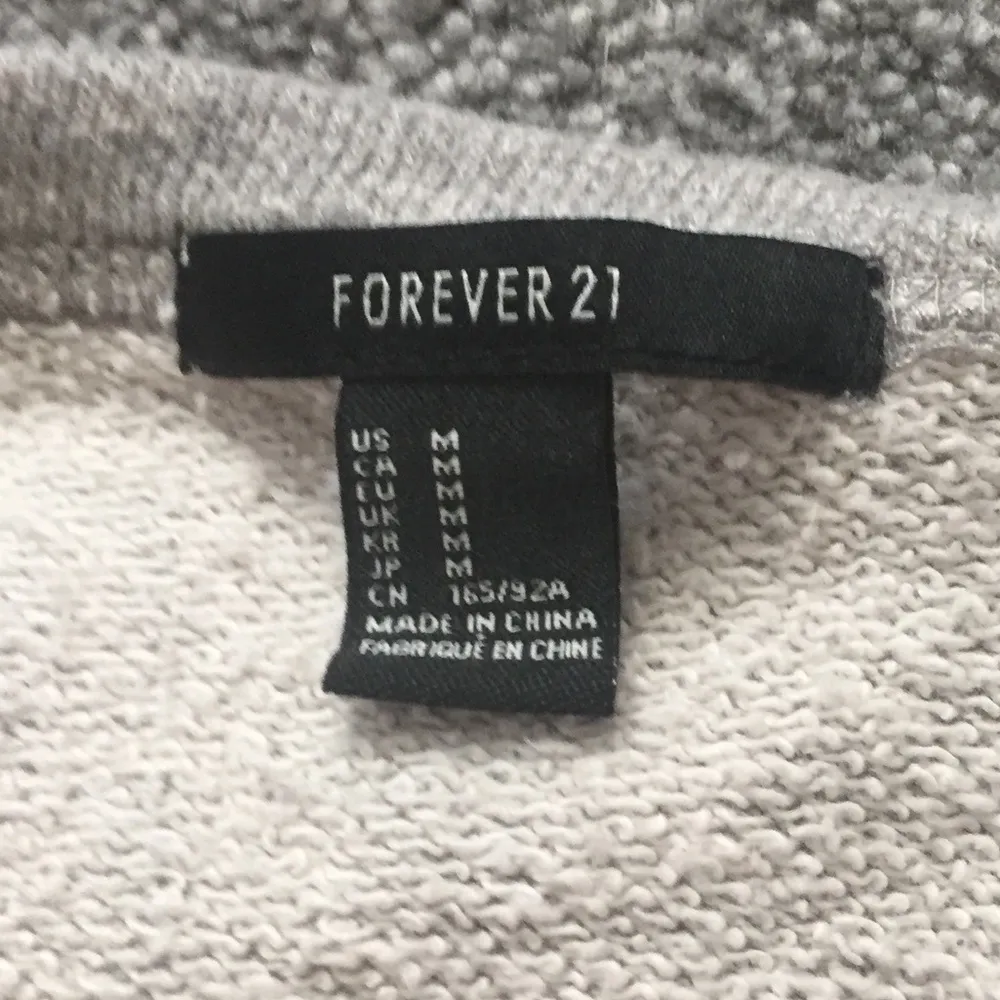 FOREVER 21
US M
CA M
EU M
UK M
KR M
JP M
CN 165/92A
MADE IN CHINA
FABRIQUÉ EN CHINE